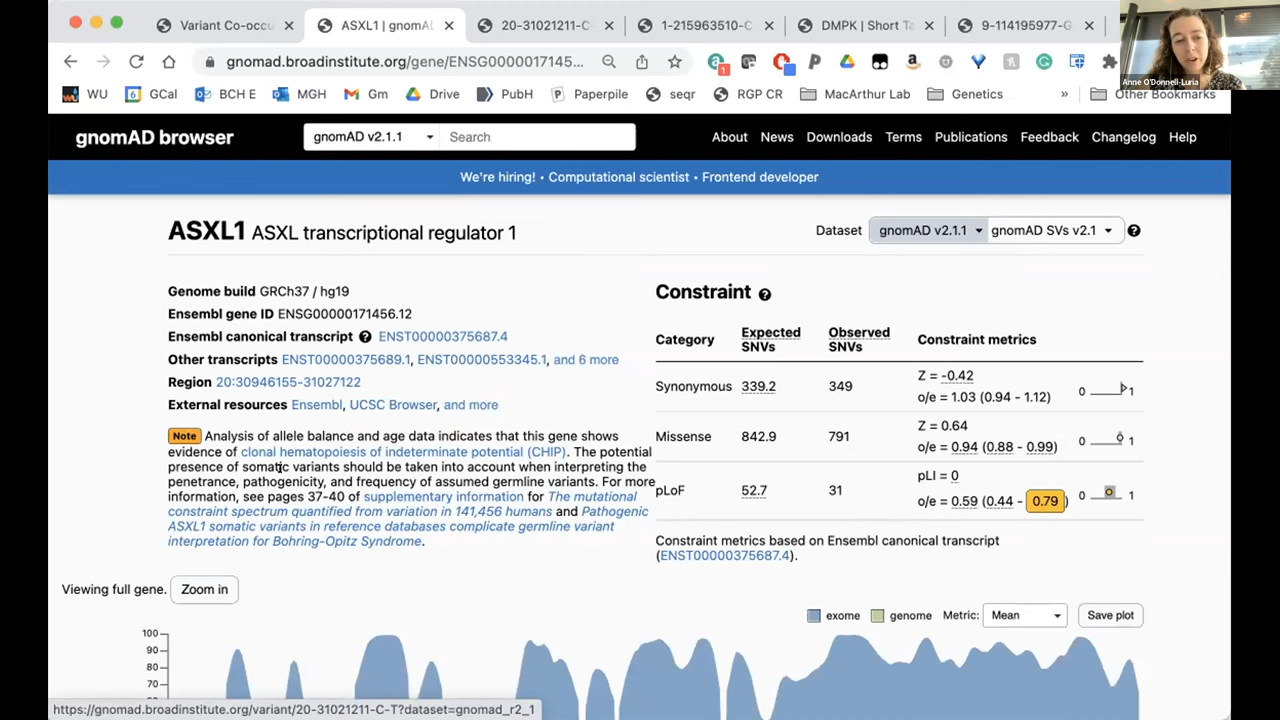 Variant Co-occu
ASXL1 | gnomAD
20-31021211-C-
1-215963510-C
DMPK | Short Ta
9-114195977-G
gnomad.broadinstitute.org/gene/ENSG0000017145...
1
WU
GCal
BCH E
MGH
Gm
Drive
PubH
Paperpile
seqr
RGP CR
MacArthur Lab
Genetics
»
Other Bookmarks
Anne O'Donnell-Luria
gnomAD browser
gnomAD v2.1.1
Search
About
News
Downloads
Terms
Publications
Feedback
Changelog
Help
We're hiring! • Computational scientist • Frontend developer
ASXL1 ASXL transcriptional regulator 1
Dataset
gnomAD v2.1.1
gnomAD SVs v2.1
?
Genome build GRCh37 / hg19
Ensembl gene ID ENSG00000171456.12
Ensembl canonical transcript ? ENST00000375687.4
Other transcripts ENST00000375689.1, ENST00000553345.1, and 6 more
Region 20:30946155-31027122
External resources Ensembl, UCSC Browser, and more
Note Analysis of allele balance and age data indicates that this gene shows
evidence of clonal hematopoiesis of indeterminate potential (CHIP). The potential
presence of somatic variants should be taken into account when interpreting the
penetrance, pathogenicity, and frequency of assumed germline variants. For more
information, see pages 37-40 of supplementary information for The mutational
constraint spectrum quantified from variation in 141,456 humans and Pathogenic
ASXL1 somatic variants in reference databases complicate germline variant
interpretation for Bohring-Opitz Syndrome.
Constraint ?
Category
Expected SNVs
Observed SNVs
Constraint metrics
Synonymous 339.2 349
Z = -0.42
o/e = 1.03 (0.94 - 1.12)
0 1
Missense 842.9 791
Z = 0.64
o/e = 0.94 (0.88 - 0.99)
0 1
pLoF 52.7 31
pLI = 0
o/e = 0.59 (0.44 - 0.79)
0 1
Constraint metrics based on Ensembl canonical transcript
(ENST00000375687.4).
Viewing full gene.
Zoom in
exome
genome
Metric:
Mean
Save plot
100
90
80
70
https://gnomad.broadinstitute.org/variant/20-31021211-C-T?dataset=gnomad_r2_1